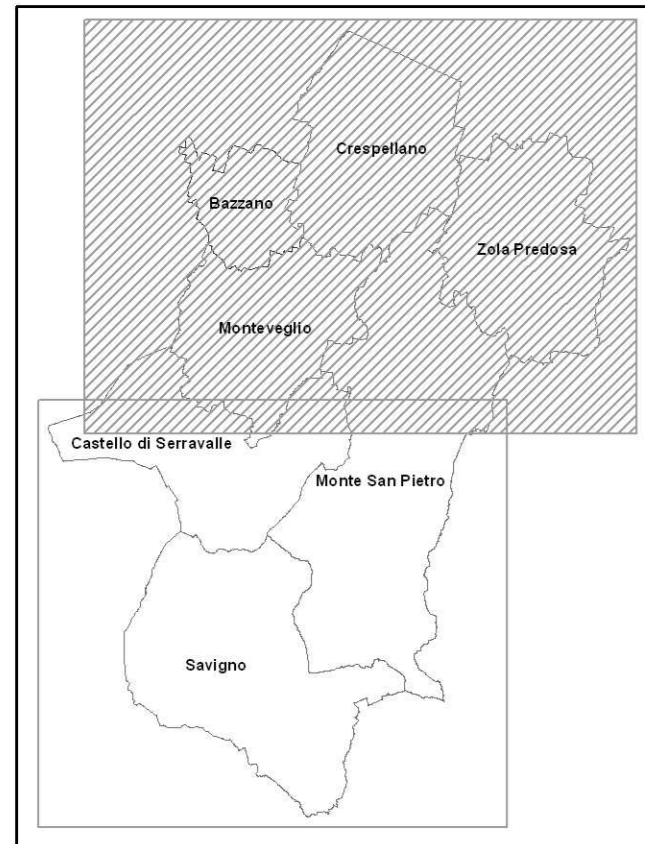 Crespellano
Bazzano
Zola Predosa
Monteveglio
Castello di Serravalle
Monte San Pietro
Savigno